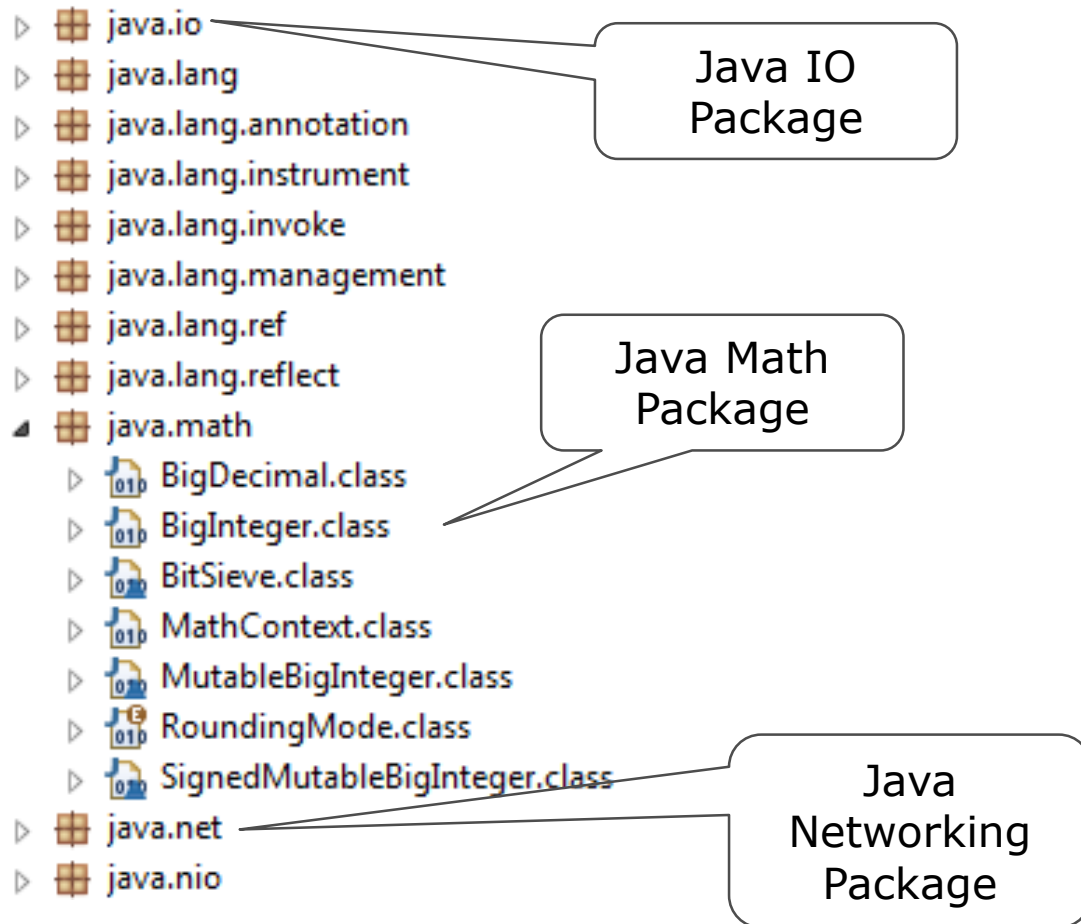 java.io
java.lang
java.lang.annotation
java.lang.instrument
java.lang.invoke
java.lang.management
java.lang.ref
java.lang.reflect
java.math
BigDecimal.class
BigInteger.class
BitSieve.class
MathContext.class
MutableBigInteger.class
RoundingMode.class
SignedMutableBigInteger.class
java.net
java.nio
Java IO
Package
Java Math
Package
Java
Networking
Package